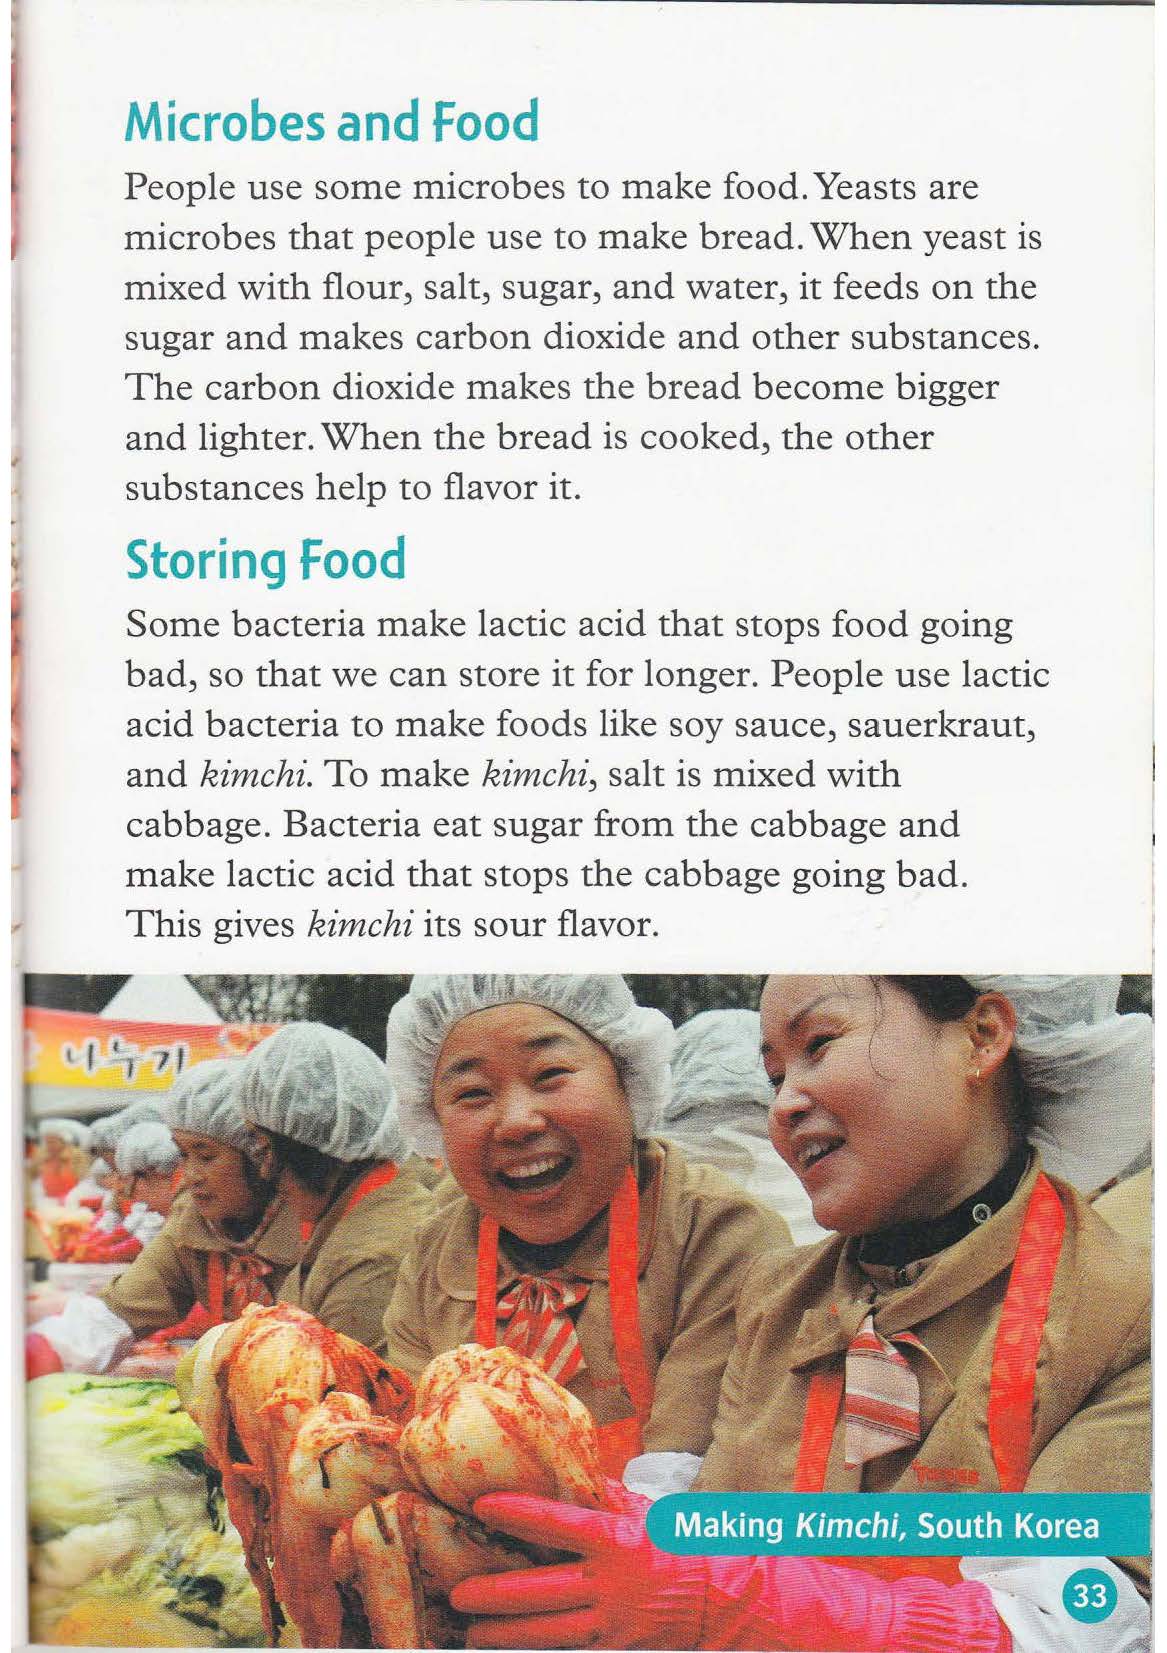 Microbes and Food
People use some microbes to make food. Yeasts are
microbes that people use to make bread. When yeast is
mixed with flour, salt, sugar, and water, it feeds on the
sugar and makes carbon dioxide and other substances.
The carbon dioxide makes the bread become bigger
and lighter. When the bread is cooked, the other
substances help to flavor it.
Storing Food
Some bacteria make lactic acid that stops food going
bad, so that we can store it for longer. People use lactic
acid bacteria to make foods like soy sauce, sauerkraut,
and kimchi. To make kimchi, salt is mixed with
cabbage. Bacteria eat sugar from the cabbage and
make lactic acid that stops the cabbage going bad.
This gives kimchi its sour flavor.
나누기
Making Kimchi, South Korea
33